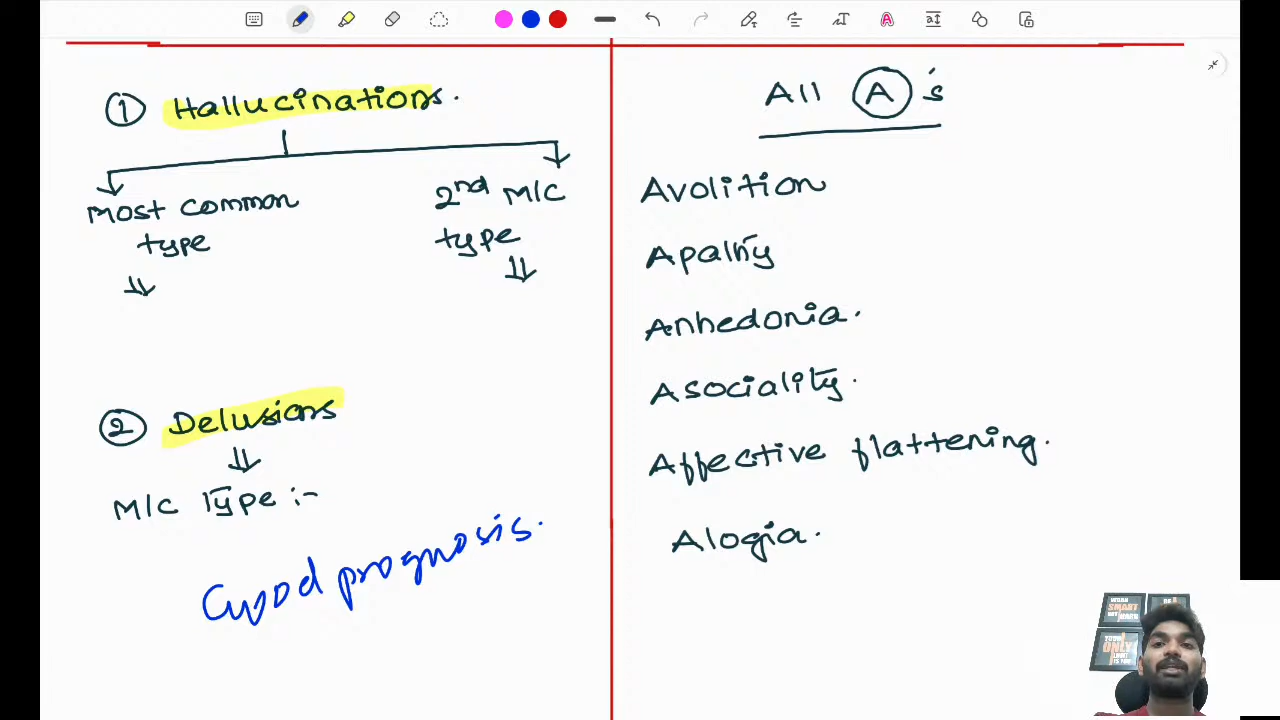 ① Hallucinations.
Most common
type
2nd M/C
type
② Delusions
M/C Type :-
Good prognosis.
All A's
Avolition
Apathy
Anhedonia.
Asociality.
Affective flattening.
Alogia.